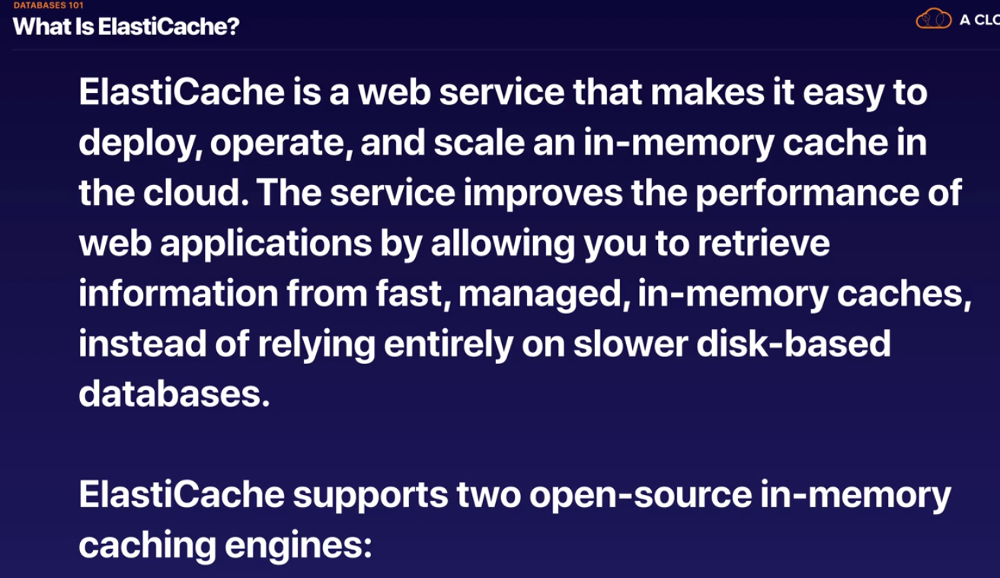 DATABASES 101
What Is ElastiCache?
A CLO
ElastiCache is a web service that makes it easy to
deploy, operate, and scale an in-memory cache in
the cloud. The service improves the performance of
web applications by allowing you to retrieve
information from fast, managed, in-memory caches,
instead of relying entirely on slower disk-based
databases.
ElastiCache supports two open-source in-memory
caching engines: